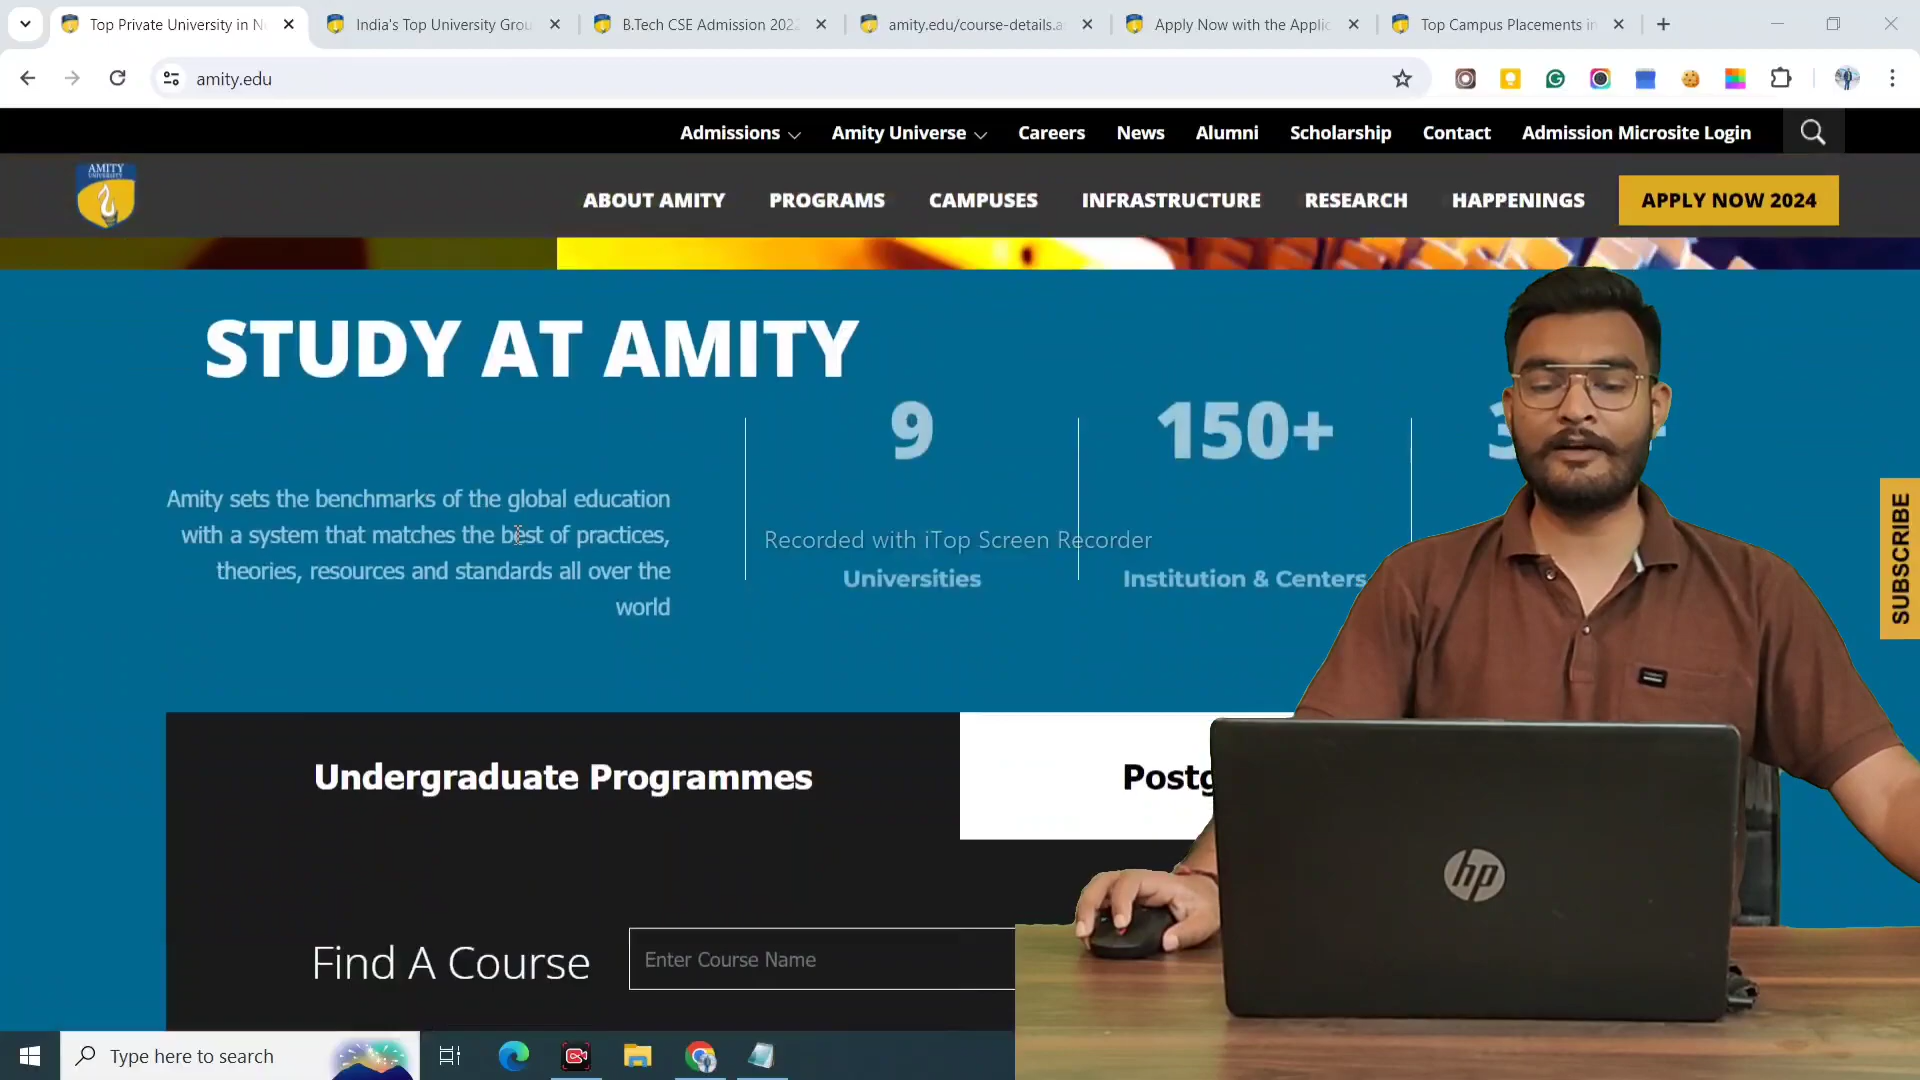 Top Private University in N
India's Top University Grou
B.Tech CSE Admission 2022
amity.edu/course-details.a
Apply Now with the Applic
Top Campus Placements in
amity.edu
Admissions
Amity Universe
Careers
News
Alumni
Scholarship
Contact
Admission Microsite Login
AMITY
UNIVERSITY
ABOUT AMITY
PROGRAMS
CAMPUSES
INFRASTRUCTURE
RESEARCH
HAPPENINGS
APPLY NOW 2024
STUDY AT AMITY
Amity sets the benchmarks of the global education
with a system that matches the best of practices,
theories, resources and standards all over the
world
9
Universities
150+
Institution & Centers
Recorded with iTop Screen Recorder
SUBSCRIBE
Undergraduate Programmes
Postg
Find A Course
Enter Course Name
hp
Type here to search